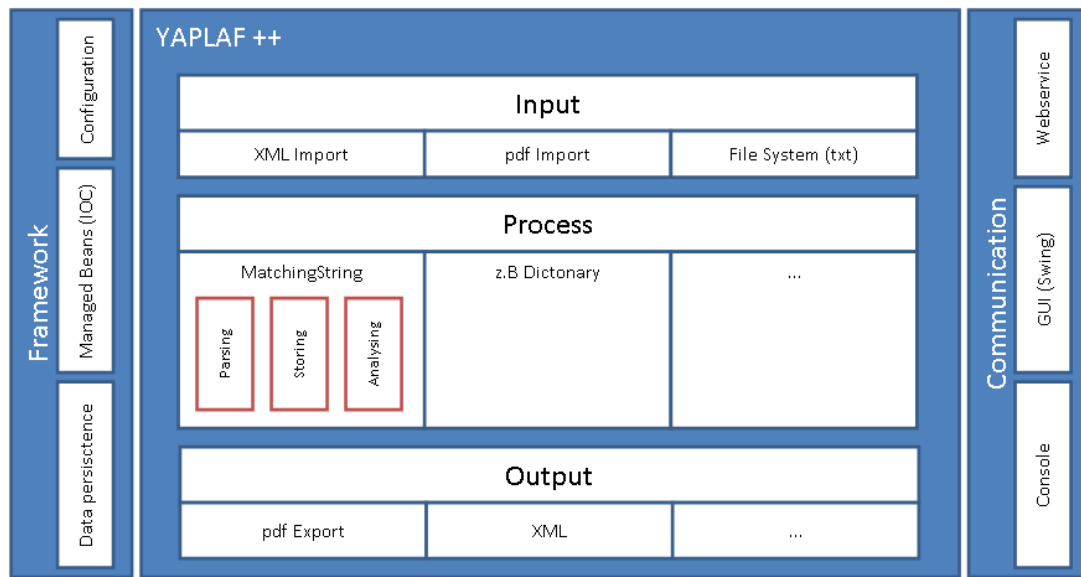 Framework
Configuration
Managed Beans (IOC)
Data persisctence
YAPLAF ++
Input
XML Import
pdf Import
File System (txt)
Process
MatchingString
z.B Dictonary
...
Parsing
Storing
Analysing
Output
pdf Export
XML
...
Communication
Webservice
GUI (Swing)
Console